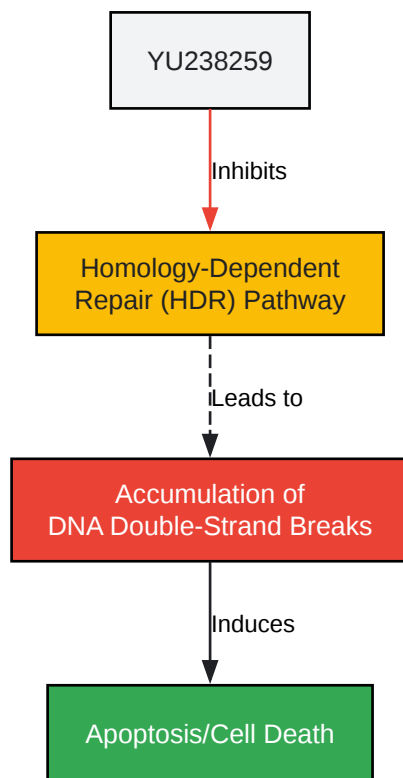 YU238259
Inhibits
Homology-Dependent
Repair (HDR) Pathway
Leads to
Accumulation of
DNA Double-Strand Breaks
Induces
Apoptosis/Cell Death